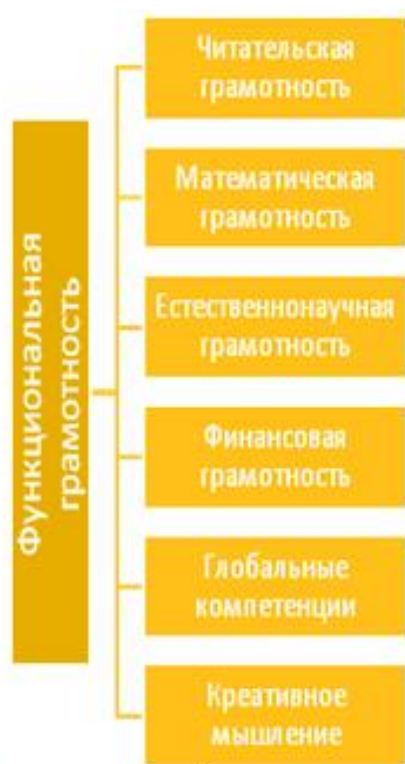 Функциональная
грамотность
Читательская
грамотность
Математическая
грамотность
Естественнонаучная
грамотность
Финансовая
грамотность
Глобальные
компетенции
Креативное
мышление